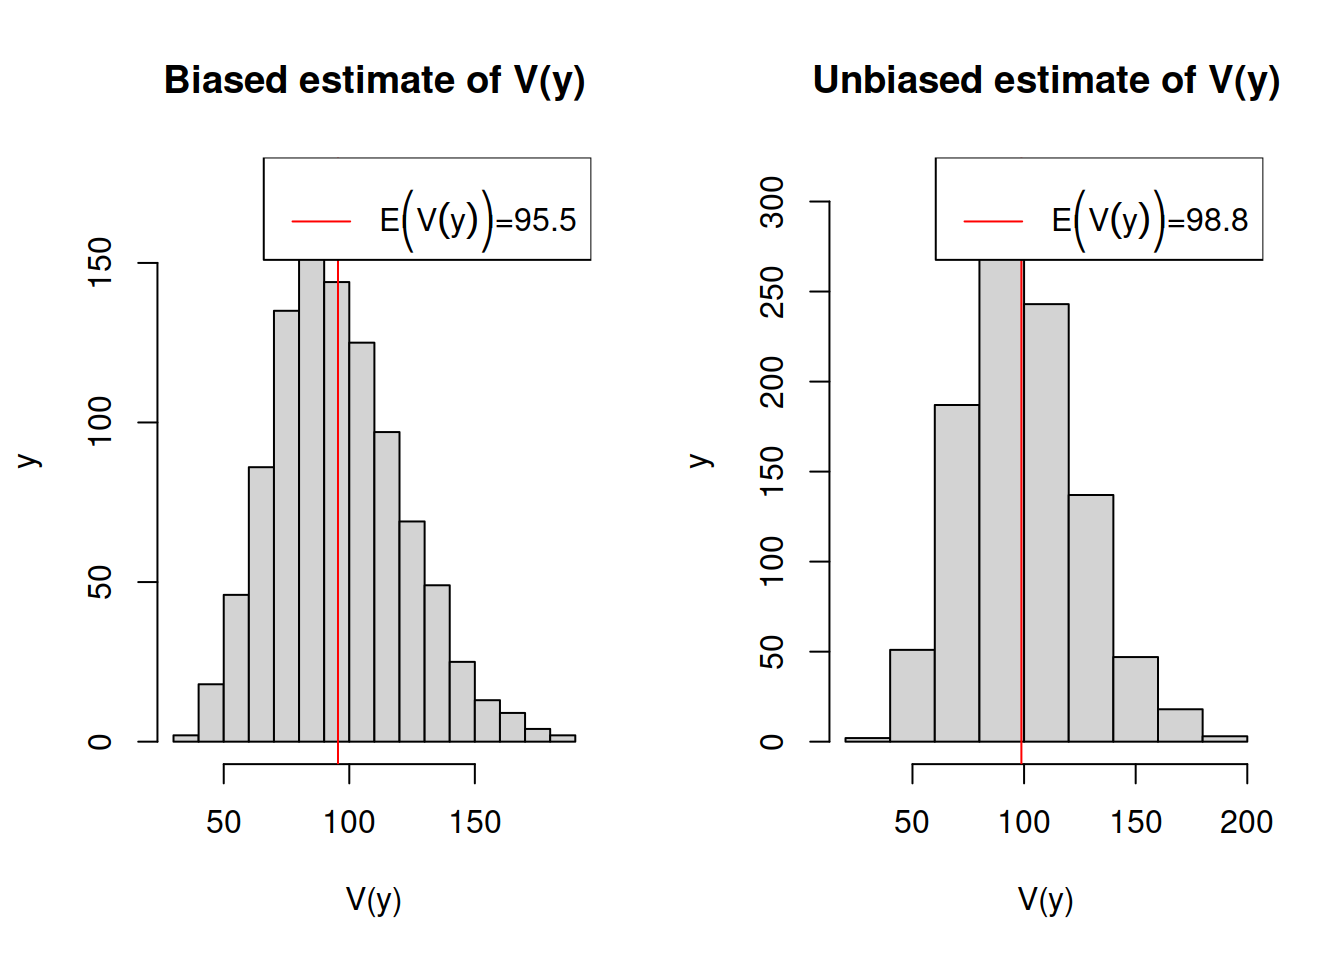 Biased estimate of V(y)
E(V(y))=95.5
y
0
50
100
150
50 100 150
V(y)
Unbiased estimate of V(y)
E(V(y))=98.8
y
0
50
100
150
200
250
300
50 100 150 200
V(y)